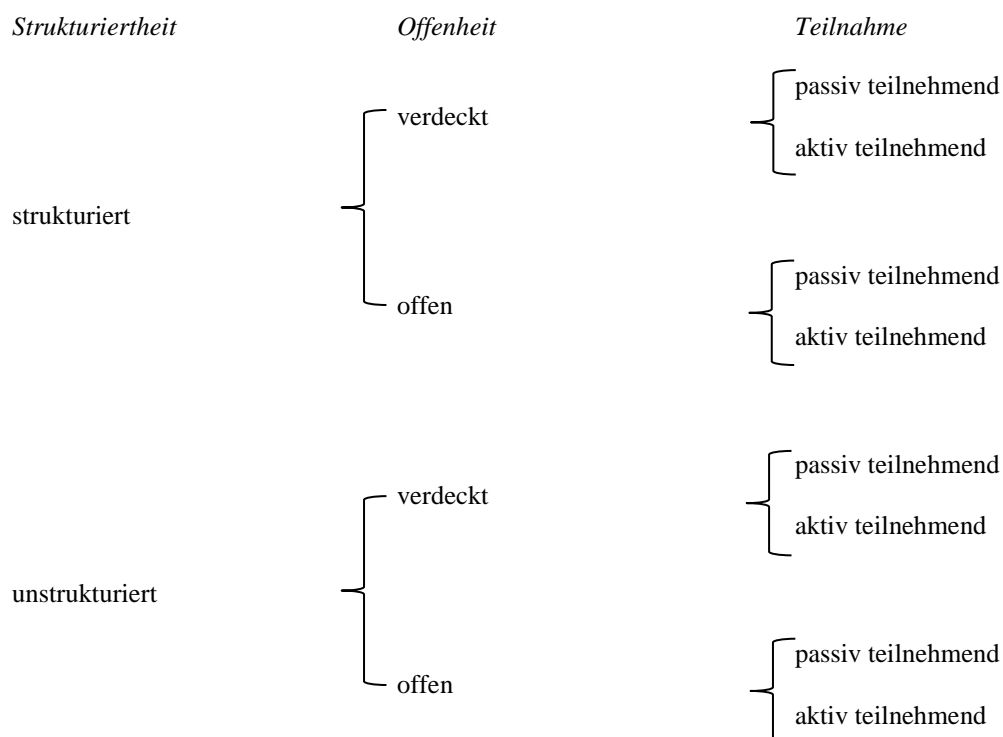 Strukturiertheit Offenheit Teilnahme
passiv teilnehmend
verdeckt
aktiv teilnehmend
strukturiert
passiv teilnehmend
offen
aktiv teilnehmend
passiv teilnehmend
verdeckt
aktiv teilnehmend
unstrukturiert
passiv teilnehmend
offen
aktiv teilnehmend